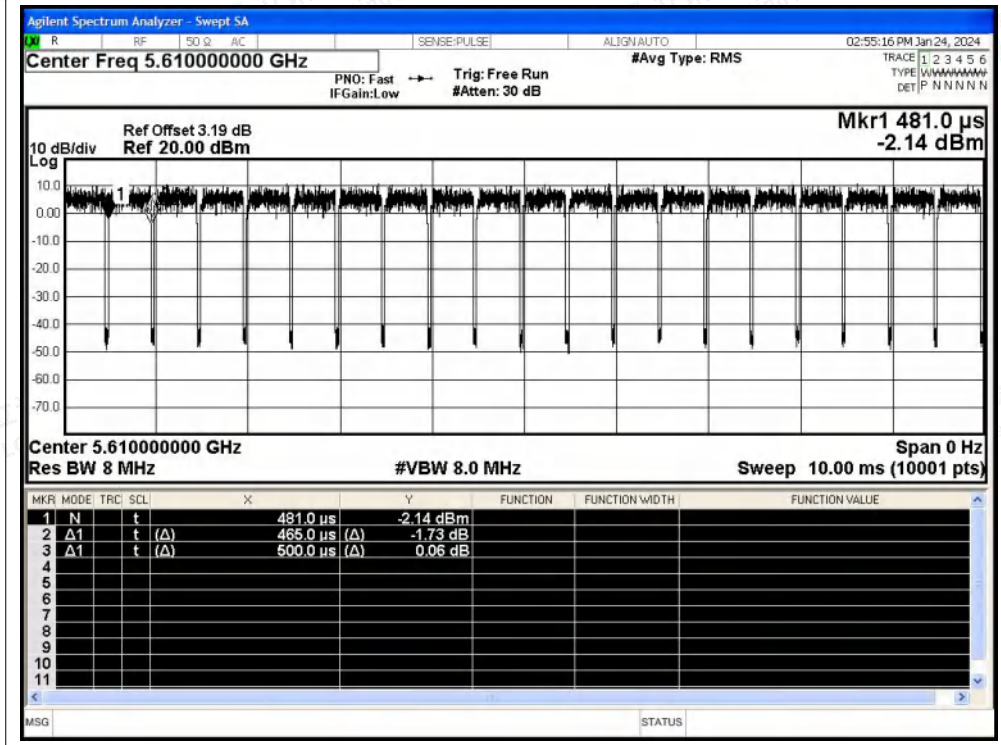 Agilent Spectrum Analyzer - Swept SA
R RF 50 Ω AC SENSE:PULSE ALIGN AUTO 02:55:16 PM Jan 24, 2024
Center Freq 5.610000000 GHz #Avg Type: RMS TRACE 1 2 3 4 5 6
PNO: Fast Trig: Free Run TYPE
IFGain:Low #Atten: 30 dB DET P N N N N N
Mkr1 481.0 µs
Ref Offset 3.19 dB
10 dB/div Ref 20.00 dBm -2.14 dBm
Log
10.0
1
0.00
-10.0
-20.0
-30.0
-40.0
-50.0
-60.0
-70.0
Center 5.610000000 GHz Span 0 Hz
Res BW 8 MHz #VBW 8.0 MHz Sweep 10.00 ms (10001 pts)
MKR MODE TRC SCL X Y FUNCTION FUNCTION WIDTH FUNCTION VALUE
1 N t 481.0 µs -2.14 dBm
2 Δ1 t (Δ) 465.0 µs (Δ) -1.73 dB
3 Δ1 t (Δ) 500.0 µs (Δ) 0.06 dB
4
5
6
7
8
9
10
11
MSG STATUS